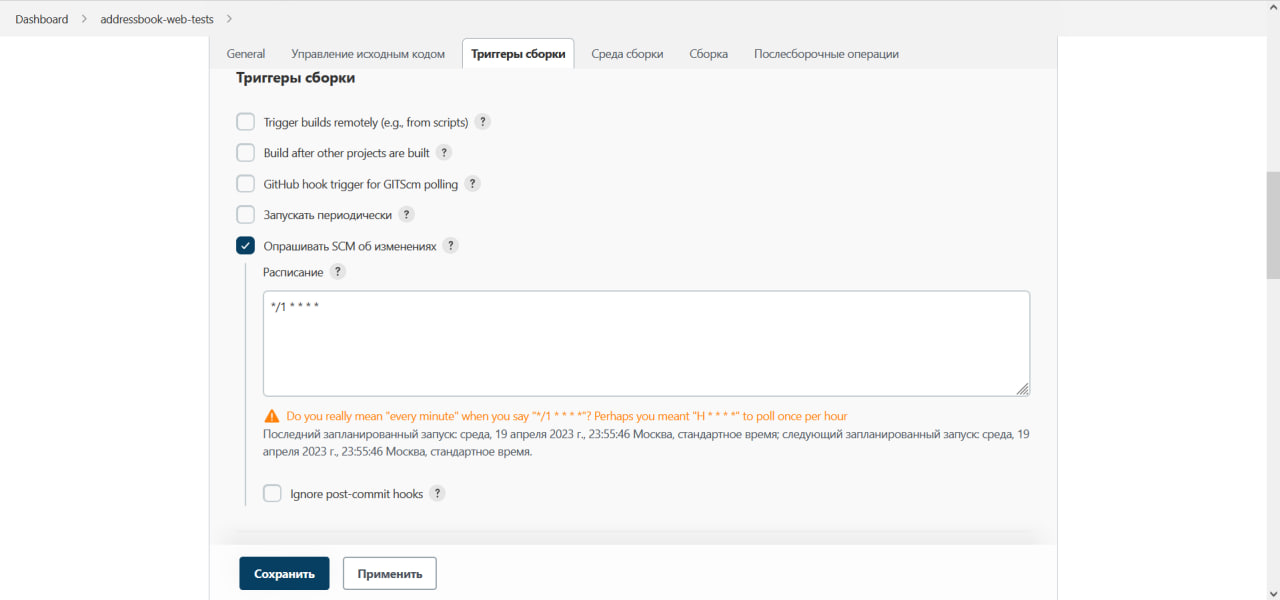 Dashboard > addressbook-web-tests >
General Управление исходным кодом Триггеры сборки Среда сборки Сборка Послесборочные операции
Триггеры сборки
Trigger builds remotely (e.g., from scripts) ?
Build after other projects are built ?
GitHub hook trigger for GITScm polling ?
Запускать периодически ?
Опрашивать SCM об изменениях ?
Расписание ?
*/1 * * * *
Do you really mean "every minute" when you say "*/1 * * * *"? Perhaps you meant "H * * * *" to poll once per hour
Последний запланированный запуск: среда, 19 апреля 2023 г., 23:55:46 Москва, стандартное время; следующий запланированный запуск: среда, 19
апреля 2023 г., 23:55:46 Москва, стандартное время.
Ignore post-commit hooks ?
Сохранить Применить